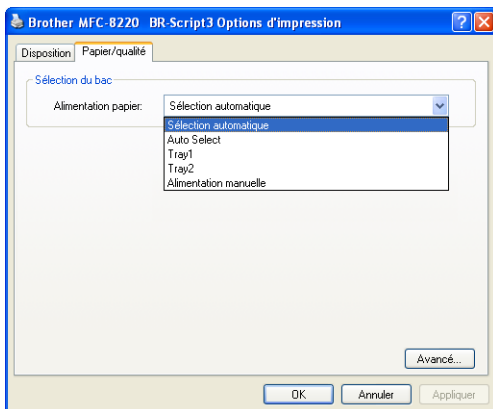 Brother MFC-8220 BR-Script3 Options d'impression
Disposition Papier/qualité
Sélection du bac
Alimentation papier: Sélection automatique
Sélection automatique
Auto Select
Tray1
Tray2
Alimentation manuelle
Avancé...
OK Annuler Appliquer